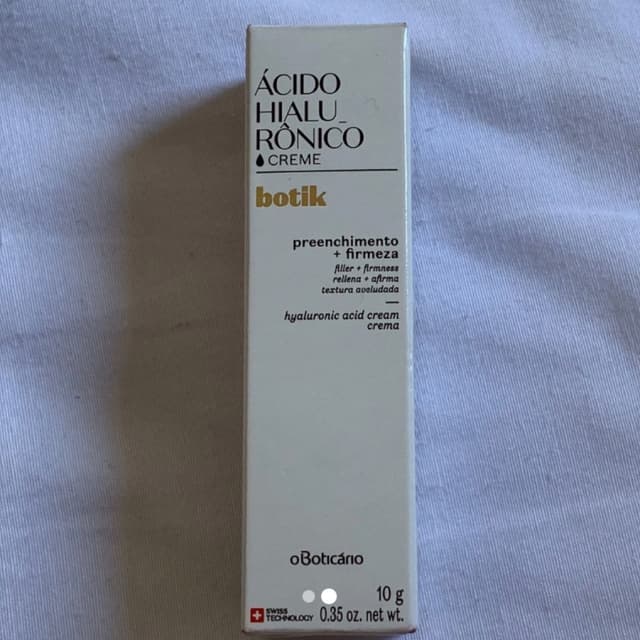 ÁCIDO
HIALU_
RÔNICO
CREME
botik
preenchimento
+ firmeza
filler + firmness
rellena + afirma
textura aveludada
hyaluronic acid cream
crema
oBoticário
10 g
SWISS
TECHNOLOGY 0.35 oz. net wt.